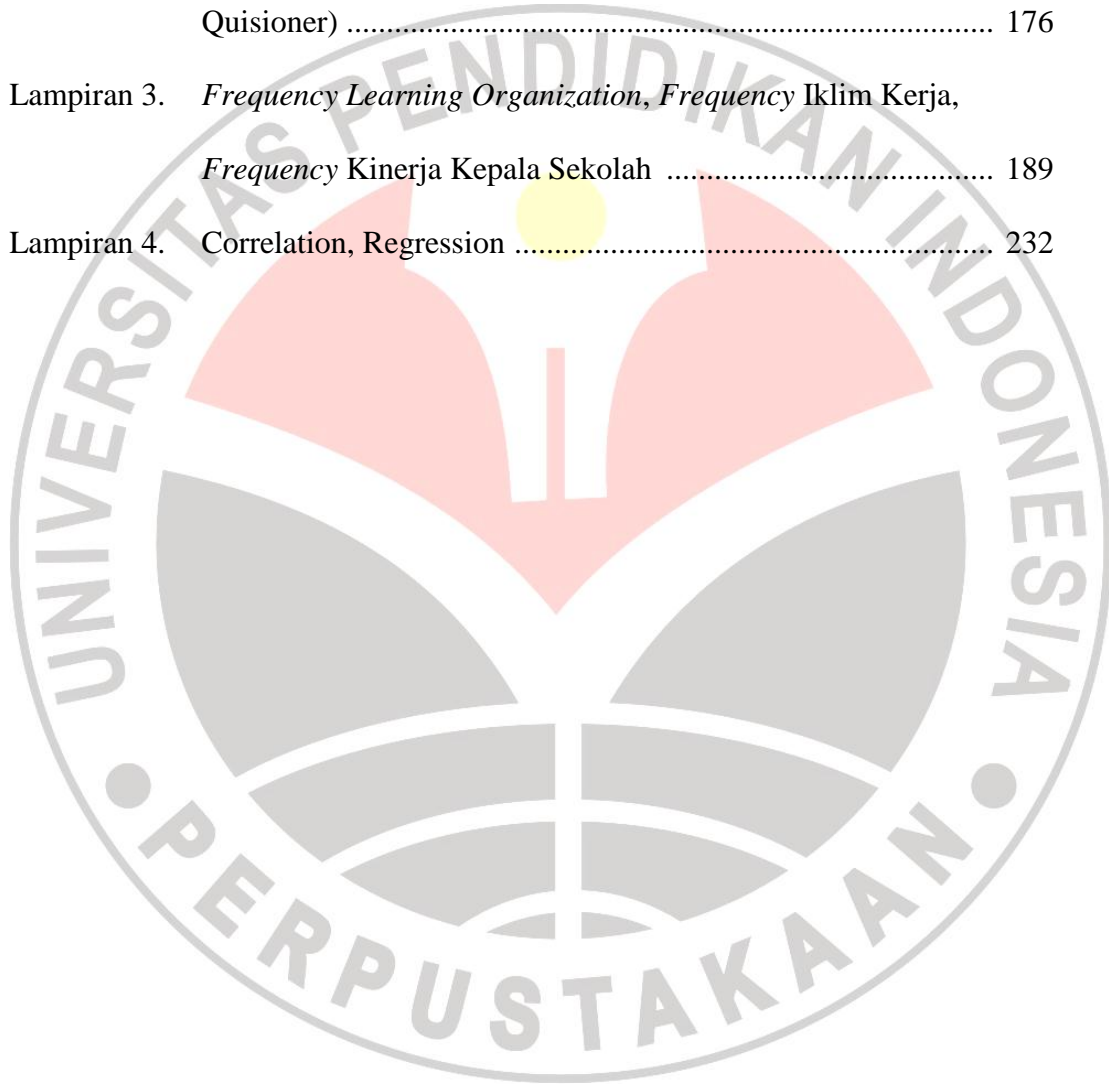 Quisioner) ................................................................................. 176
Lampiran 3. Frequency Learning Organization, Frequency Iklim Kerja,
Frequency Kinerja Kepala Sekolah ......................................... 189
Lampiran 4. Correlation, Regression ............................................................ 232
UNIVERSITAS PENDIDIKAN INDONESIA
PERPUSTAKAAN